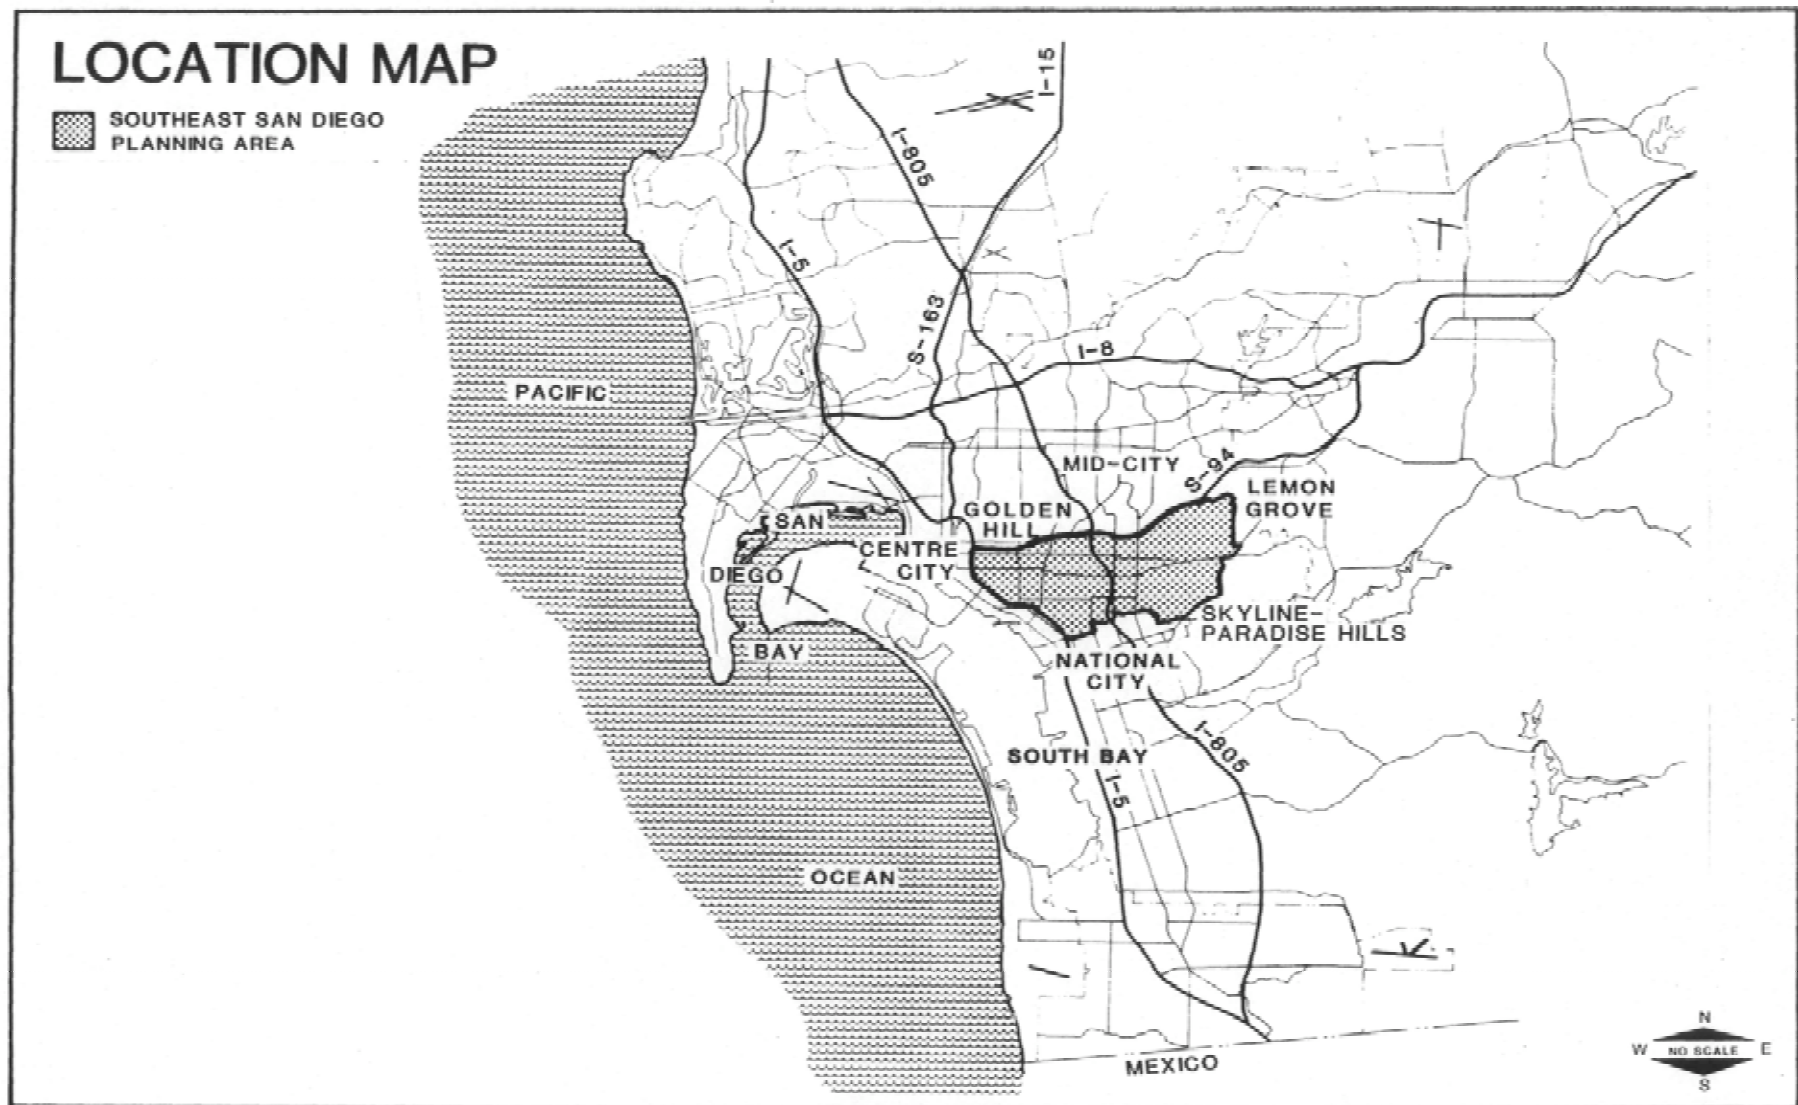 LOCATION MAP
SOUTHEAST SAN DIEGO
PLANNING AREA
I-15
I-805
I-5
S-163
I-8
PACIFIC
MID-CITY
S-94
LEMON
GROVE
GOLDEN
HILL
SAN
CENTRE
CITY
DIEGO
SKYLINE-
PARADISE HILLS
BAY
NATIONAL
CITY
I-805
SOUTH BAY
I-5
OCEAN
MEXICO
N
W NO SCALE E
S